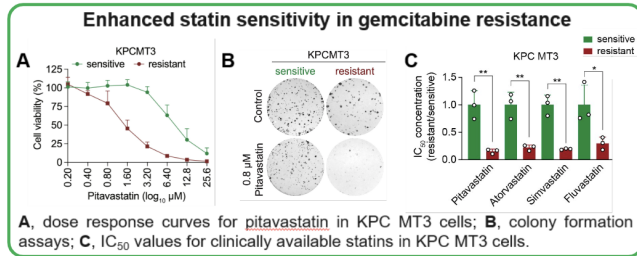 Enhanced statin sensitivity in gemcitabine resistance
A
KPCMT3
sensitive resistant
Cell viability (%)
125
100
75
50
25
0
0.20 0.40 0.80 1.60 3.20 6.40 12.8 25.6
Pitavastatin (log10 µM)
B
KPCMT3
sensitive resistant
Control
0.8 µM
Pitavastatin
C
sensitive
resistant
KPC MT3
IC50 concentration
(resistant/sensitive)
1.5
1.0
0.5
0.0
** ** ** *
Pitavastatin
Atorvastatin
Simvastatin
Fluvastatin
A, dose response curves for pitavastatin in KPC MT3 cells; B, colony formation
assays; C, IC50 values for clinically available statins in KPC MT3 cells.